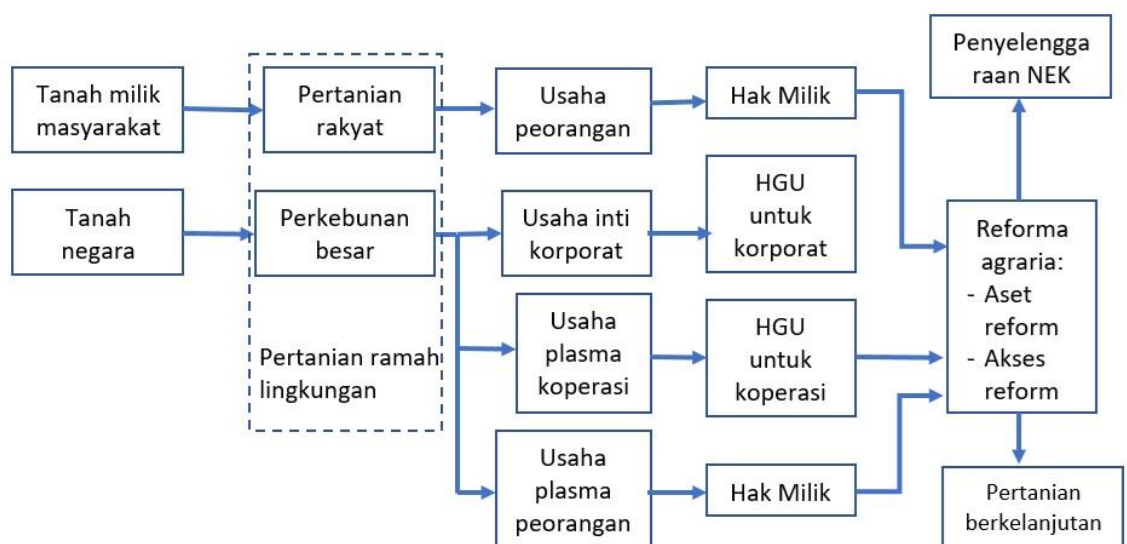 Tanah milik
masyarakat
Pertanian
rakyat
Usaha
peorangan
Hak Milik
Penyelengga
raan NEK
Tanah
negara
Perkebunan
besar
Usaha inti
korporat
HGU
untuk
korporat
Reforma
agraria:
- Aset
reform
- Akses
reform
Pertanian ramah
lingkungan
Usaha
plasma
koperasi
HGU
untuk
koperasi
Usaha
plasma
peorangan
Hak Milik
Pertanian
berkelanjutan